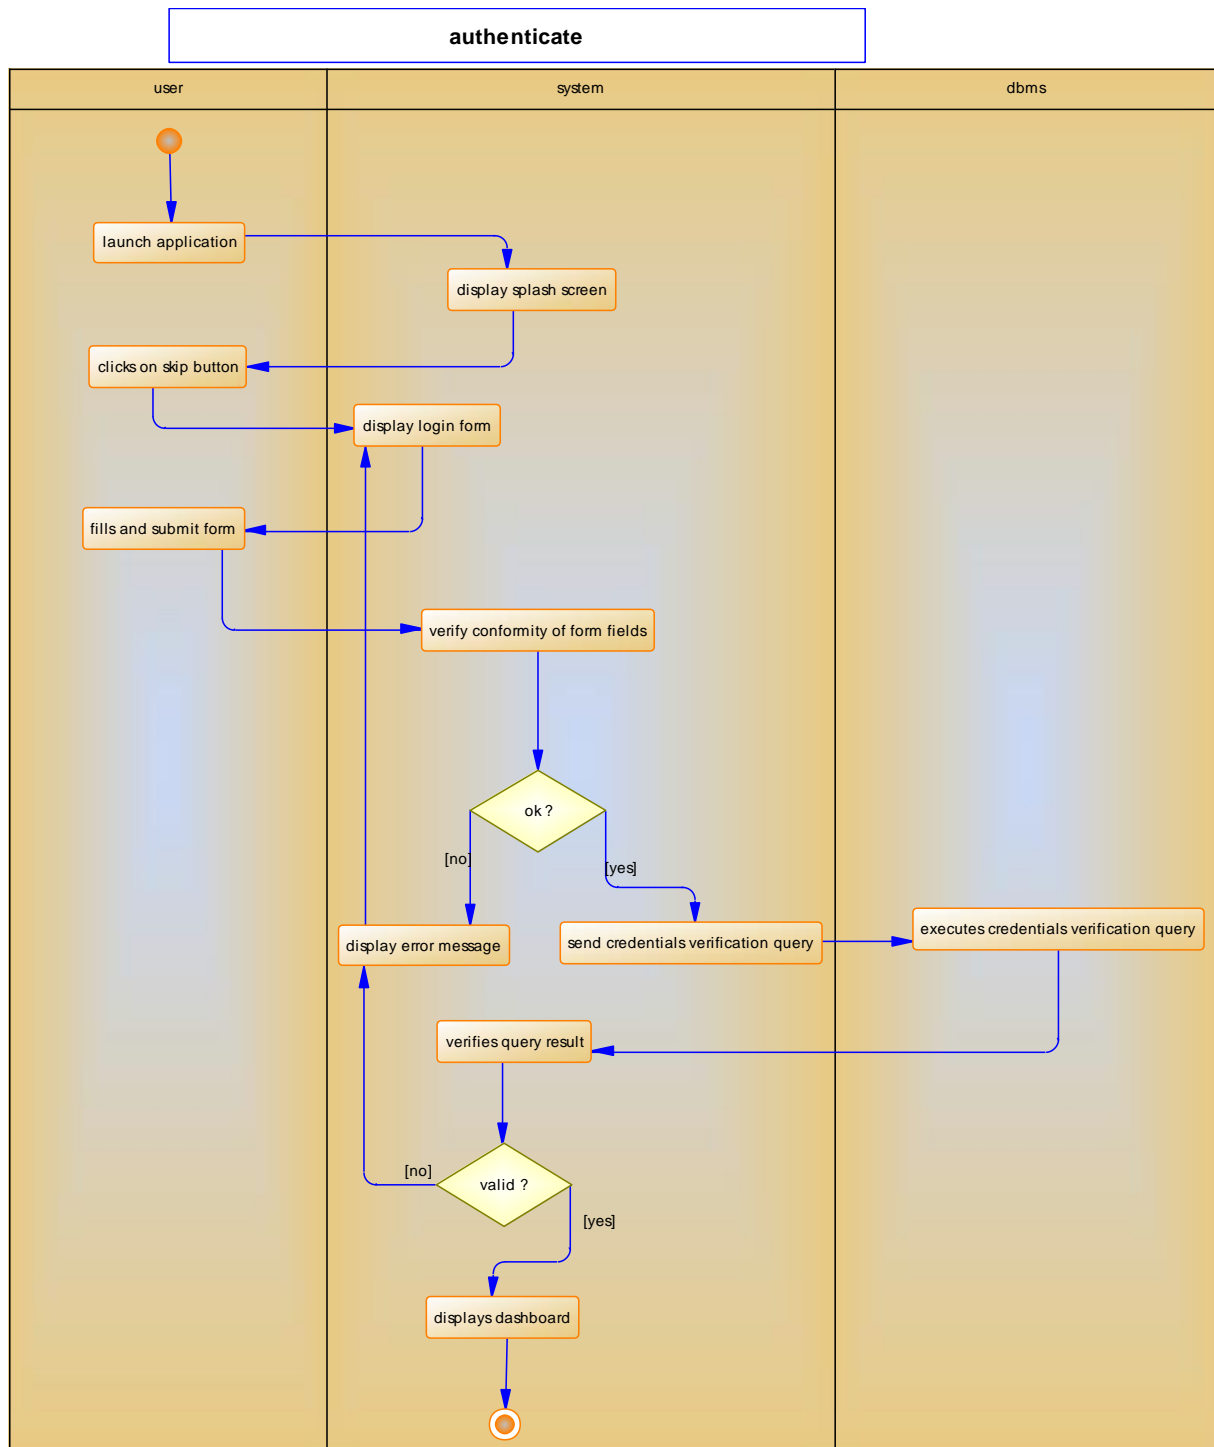 authenticate
user
system
dbms
launch application
display splash screen
clicks on skip button
display login form
fills and submit form
verify conformity of form fields
ok ?
[no]
[yes]
display error message
send credentials verification query
executes credentials verification query
verifies query result
[no]
valid ?
[yes]
displays dashboard